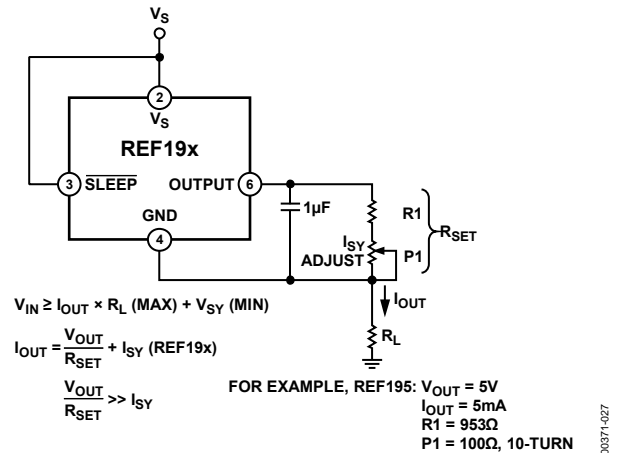 VS
2
VS
REF19x
3 SLEEP OUTPUT 6
GND
4
1µF
ISY
ADJUST
R1
P1
RSET
IOUT
RL
VIN ≥ IOUT × RL (MAX) + VSY (MIN)
IOUT = VOUT/RSET + ISY (REF19x)
VOUT/RSET >> ISY
FOR EXAMPLE, REF195: VOUT = 5V
IOUT = 5mA
R1 = 953Ω
P1 = 100Ω, 10-TURN
00371-027